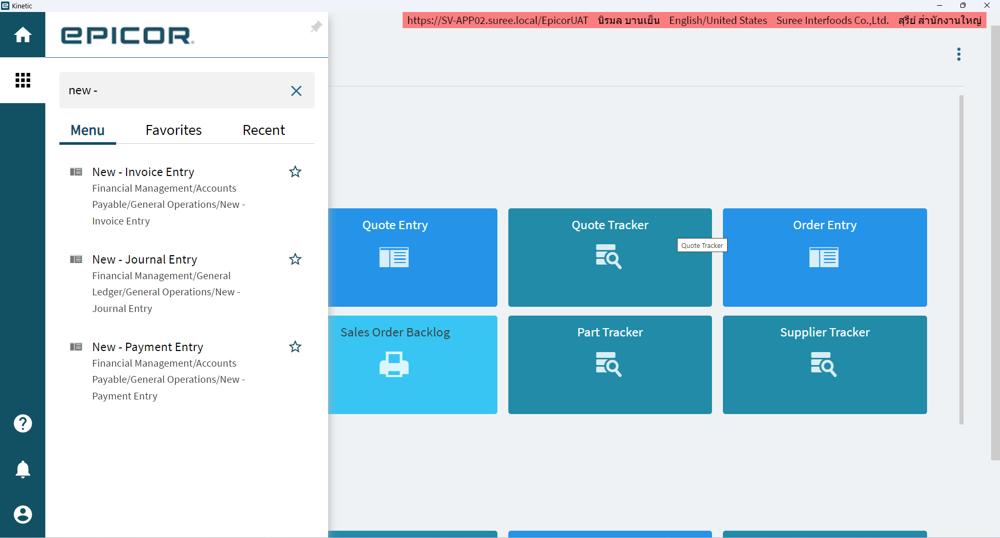 Kinetic
https://SV-APP02.suree.local/EpicorUAT นิรมล บานเย็น English/United States Suree Interfoods Co.,Ltd. สุรีย์ สำนักงานใหญ่
EPICOR
new -
Menu Favorites Recent
New - Invoice Entry
Financial Management/Accounts
Payable/General Operations/New -
Invoice Entry
New - Journal Entry
Financial Management/General
Ledger/General Operations/New -
Journal Entry
New - Payment Entry
Financial Management/Accounts
Payable/General Operations/New -
Payment Entry
Quote Entry
Quote Tracker
Quote Tracker
Order Entry
Sales Order Backlog
Part Tracker
Supplier Tracker